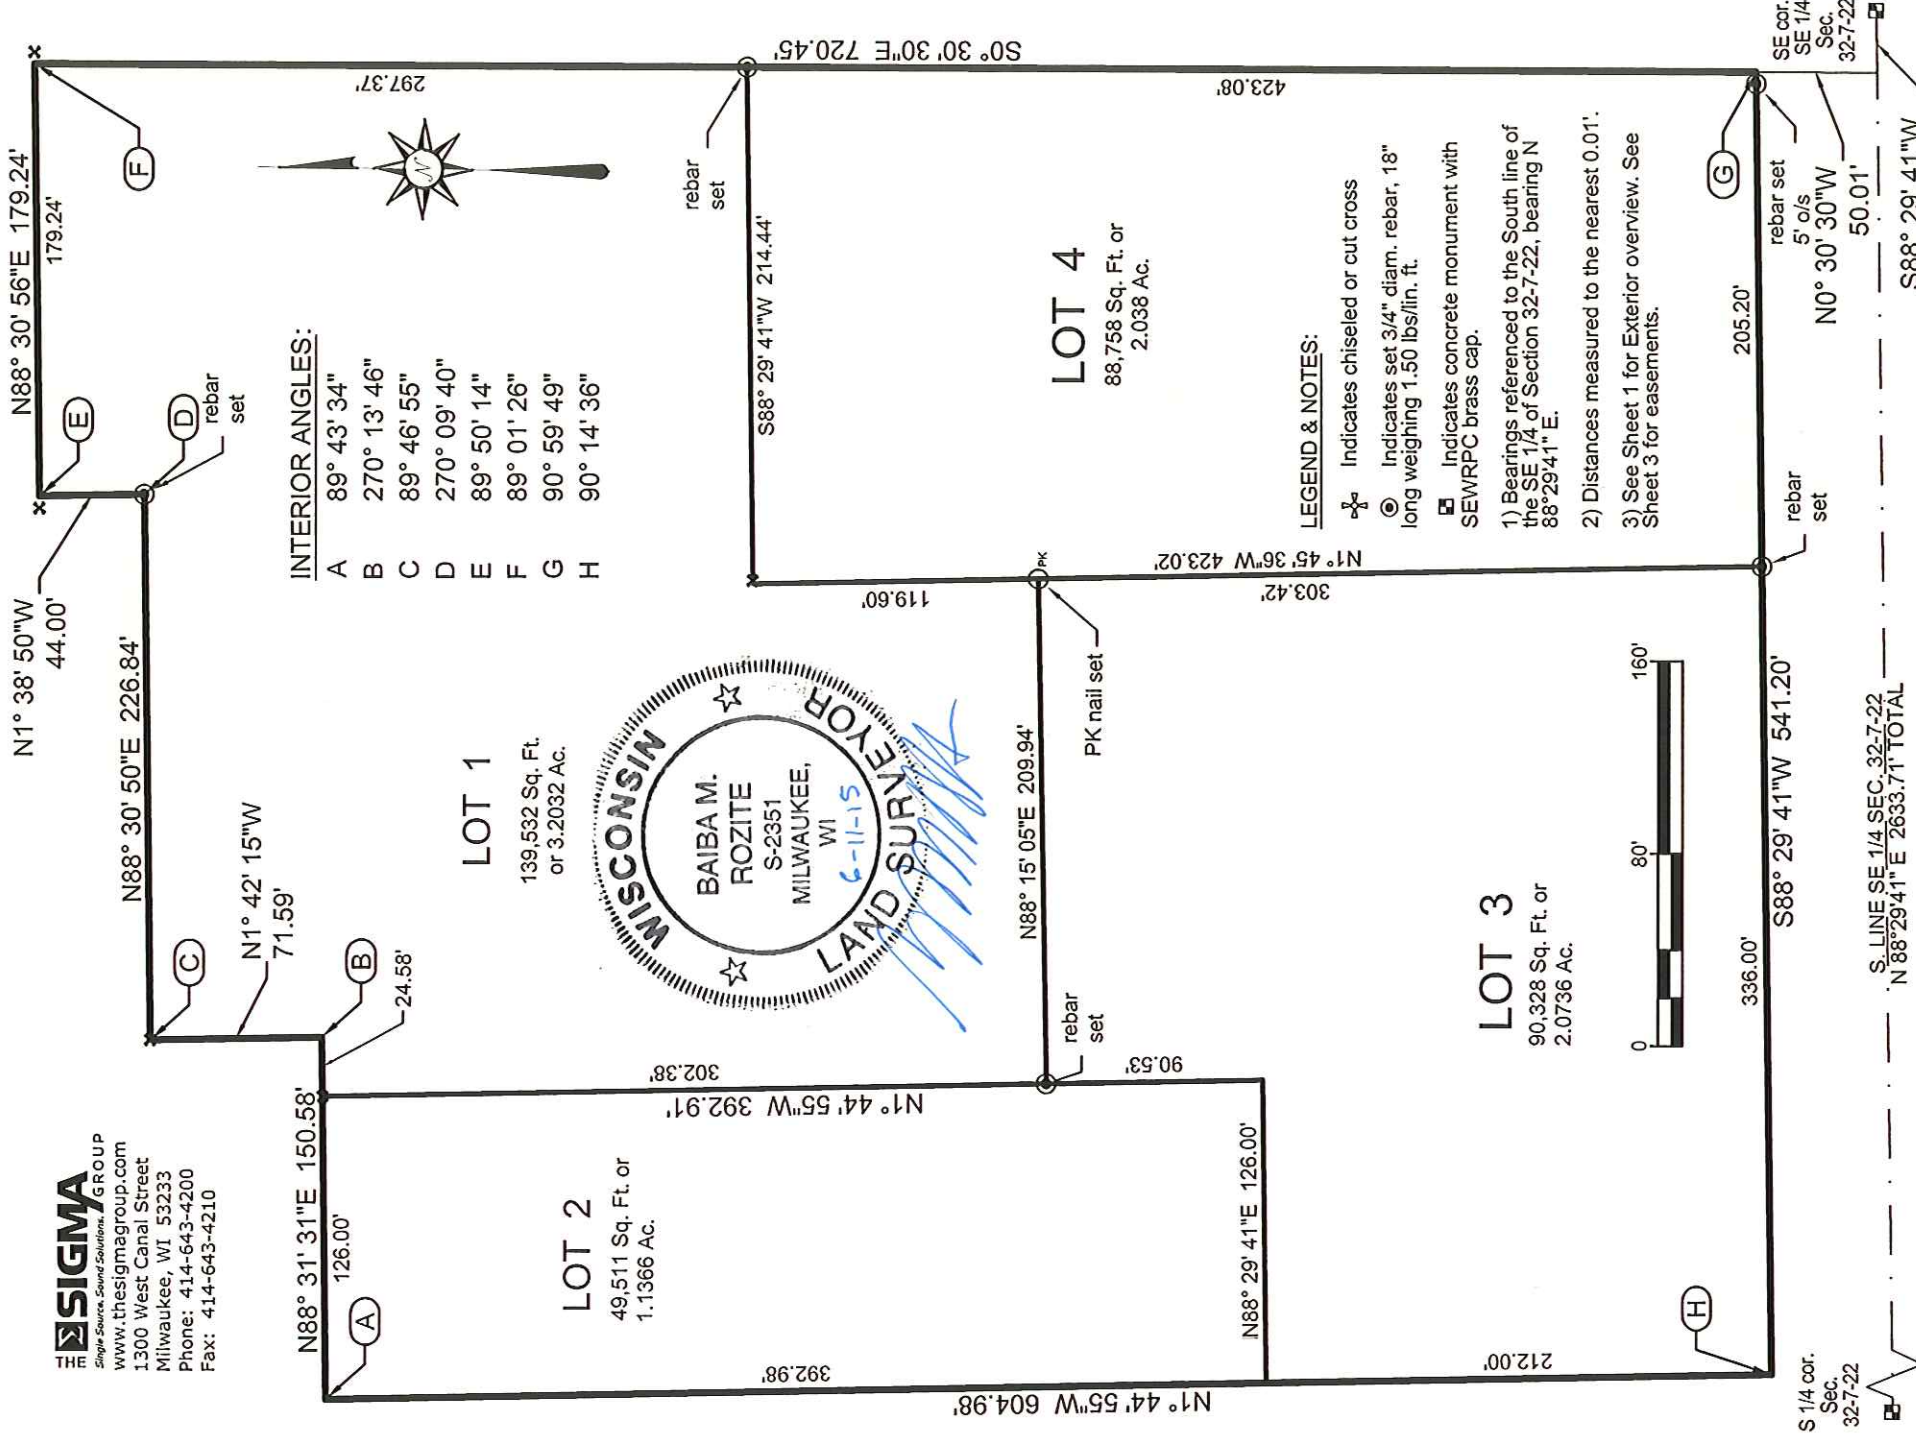 THE ΣSIGMA GROUP
Single Source. Sound Solutions.
www.thesigmagroup.com
1300 West Canal Street
Milwaukee, WI 53233
Phone: 414-643-4200
Fax: 414-643-4210
N1° 38' 50"W
44.00'
N88° 30' 56"E 179.24'
179.24'
F
E
D
rebar
set
N88° 30' 50"E 226.84'
C
N1° 42' 15"W
71.59'
B
24.58'
N88° 31' 31"E 150.58'
126.00'
A
INTERIOR ANGLES:
A 89° 43' 34"
B 270° 13' 46"
C 89° 46' 55"
D 270° 09' 40"
E 89° 50' 14"
F 89° 01' 26"
G 90° 59' 49"
H 90° 14' 36"
N
297.37'
S0° 30' 30"E 720.45'
423.08'
rebar
set
S88° 29' 41"W 214.44'
LOT 1
139,532 Sq. Ft.
or 3.2032 Ac.
WISCONSIN
BAIBA M.
ROZITE
S-2351
MILWAUKEE,
WI
6-11-15
LAND SURVEYOR
302.38'
N1° 44' 55"W 392.91'
90.53'
rebar
set
N88° 15' 05"E 209.94'
PK nail set
PK
119.60'
N1° 45' 36"W 423.02'
303.42'
LOT 2
49,511 Sq. Ft. or
1.1366 Ac.
392.98'
N1° 44' 55"W 604.98'
212.00'
N88° 29' 41"E 126.00'
LOT 4
88,758 Sq. Ft. or
2.038 Ac.
LEGEND & NOTES:
Indicates chiseled or cut cross
Indicates set 3/4" diam. rebar, 18"
long weighing 1.50 lbs/lin. ft.
Indicates concrete monument with
SEWRPC brass cap.
1) Bearings referenced to the South line of
the SE 1/4 of Section 32-7-22, bearing N
88°29'41" E.
2) Distances measured to the nearest 0.01'.
3) See Sheet 1 for Exterior overview. See
Sheet 3 for easements.
LOT 3
90,328 Sq. Ft. or
2.0736 Ac.
0 80' 160'
H
G
336.00'
205.20'
S88° 29' 41"W 541.20'
rebar
set
rebar set
5' o/s
N0° 30' 30"W
50.01'
SE cor.
SE 1/4
Sec.
32-7-22
S 1/4 cor.
Sec.
32-7-22
S. LINE SE 1/4 SEC. 32-7-22
N 88°29'41" E 2633.71' TOTAL
S88° 29' 41"W